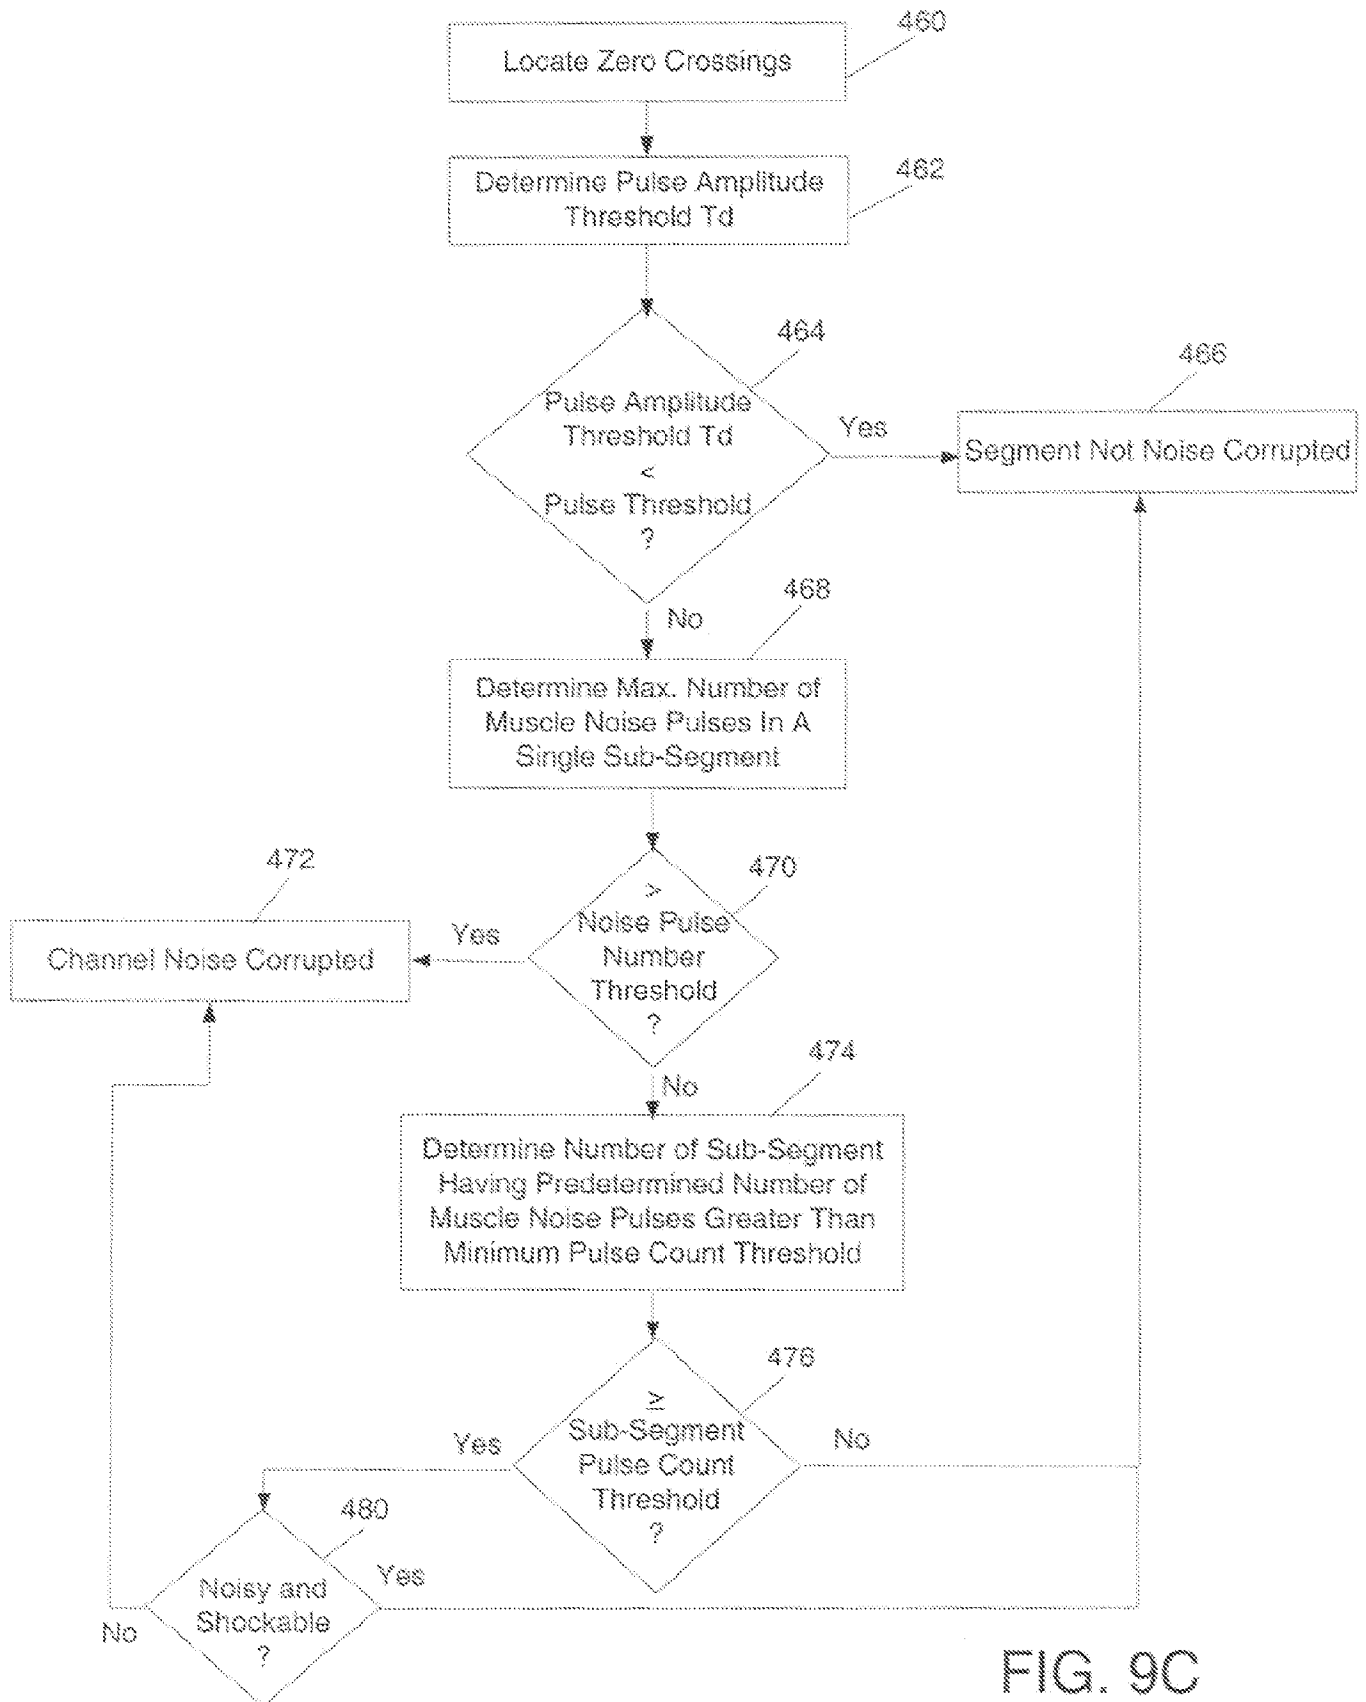 460
Locate Zero Crossings
462
Determine Pulse Amplitude
Threshold Td
464
Pulse Amplitude
Threshold Td
<
Pulse Threshold
?
Yes
466
Segment Not Noise Corrupted
No
468
Determine Max. Number of
Muscle Noise Pulses In A
Single Sub-Segment
470
>
Noise Pulse
Number
Threshold
?
Yes
472
Channel Noise Corrupted
No
474
Determine Number of Sub-Segment
Having Predetermined Number of
Muscle Noise Pulses Greater Than
Minimum Pulse Count Threshold
476
≥
Sub-Segment
Pulse Count
Threshold
?
Yes
No
480
Noisy and
Shockable
?
Yes
No
FIG. 9C